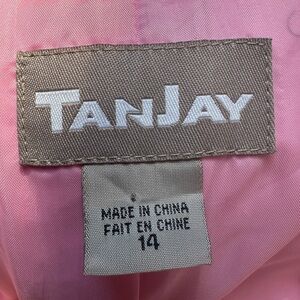 TANJAY
MADE IN CHINA
FAIT EN CHINE
14